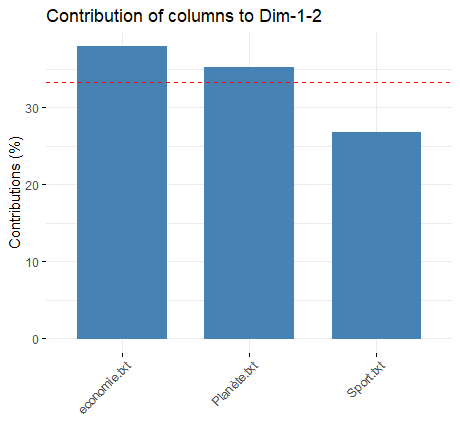 Contribution of columns to Dim-1-2
Contributions (%)
30
20
10
0
economie.txt
Planète.txt
Sport.txt